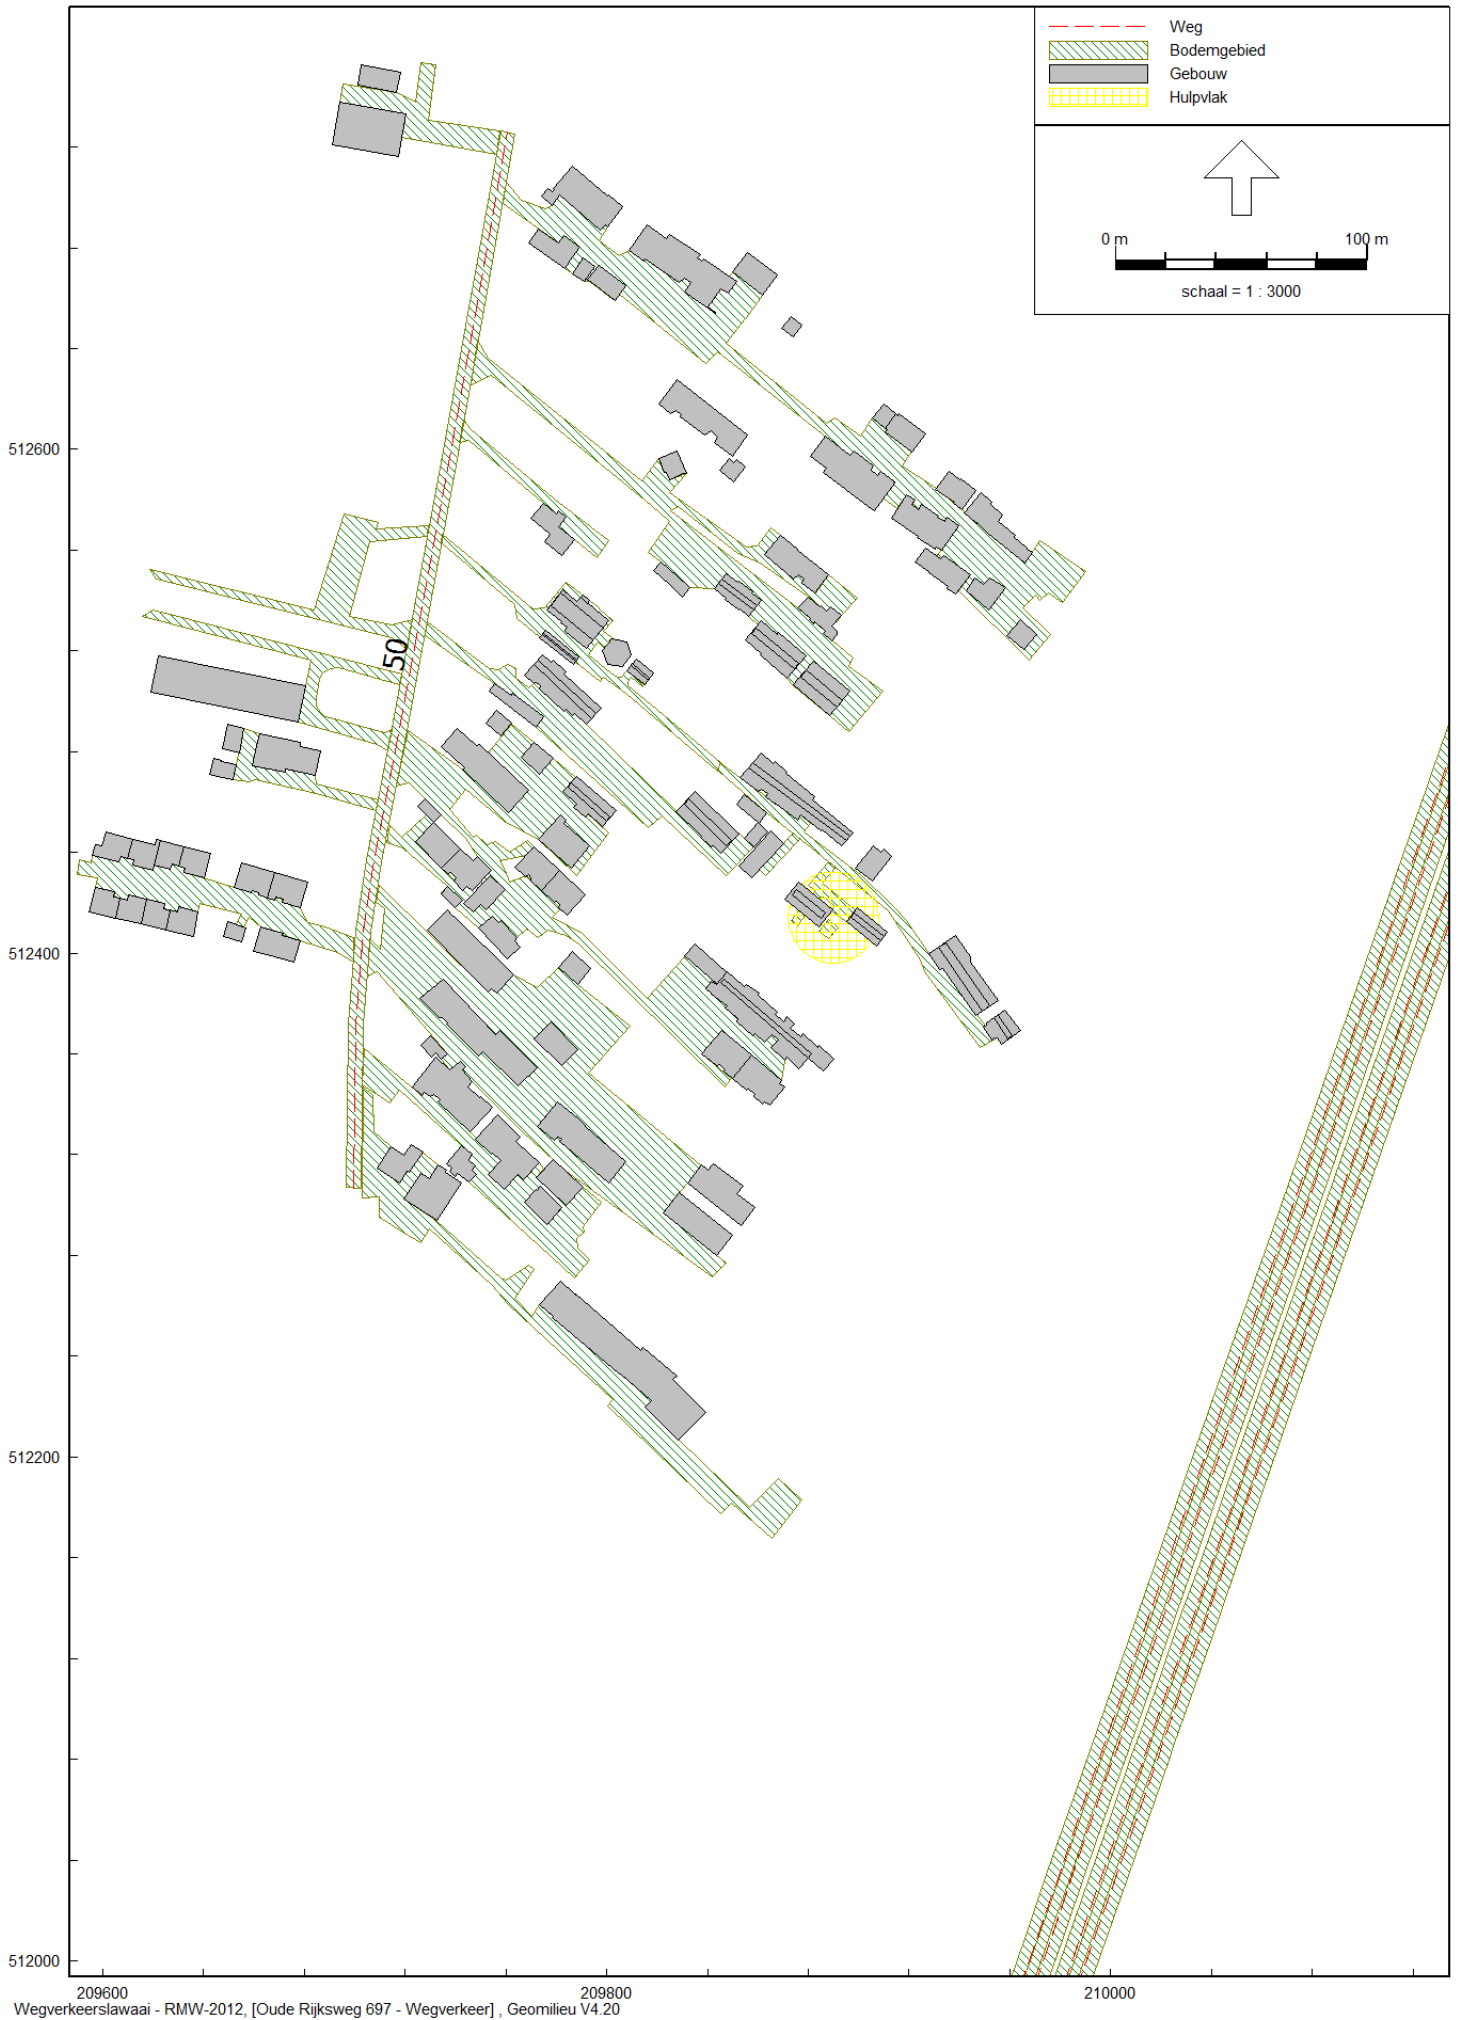 Weg
Bodemgebied
Gebouw
Hulpvlak
0 m 100 m
schaal = 1 : 3000
512600
50
512400
512200
512000
209600 209800 210000
Wegverkeerslawaai - RMW-2012, [Oude Rijksweg 697 - Wegverkeer] , Geomilieu V4.20